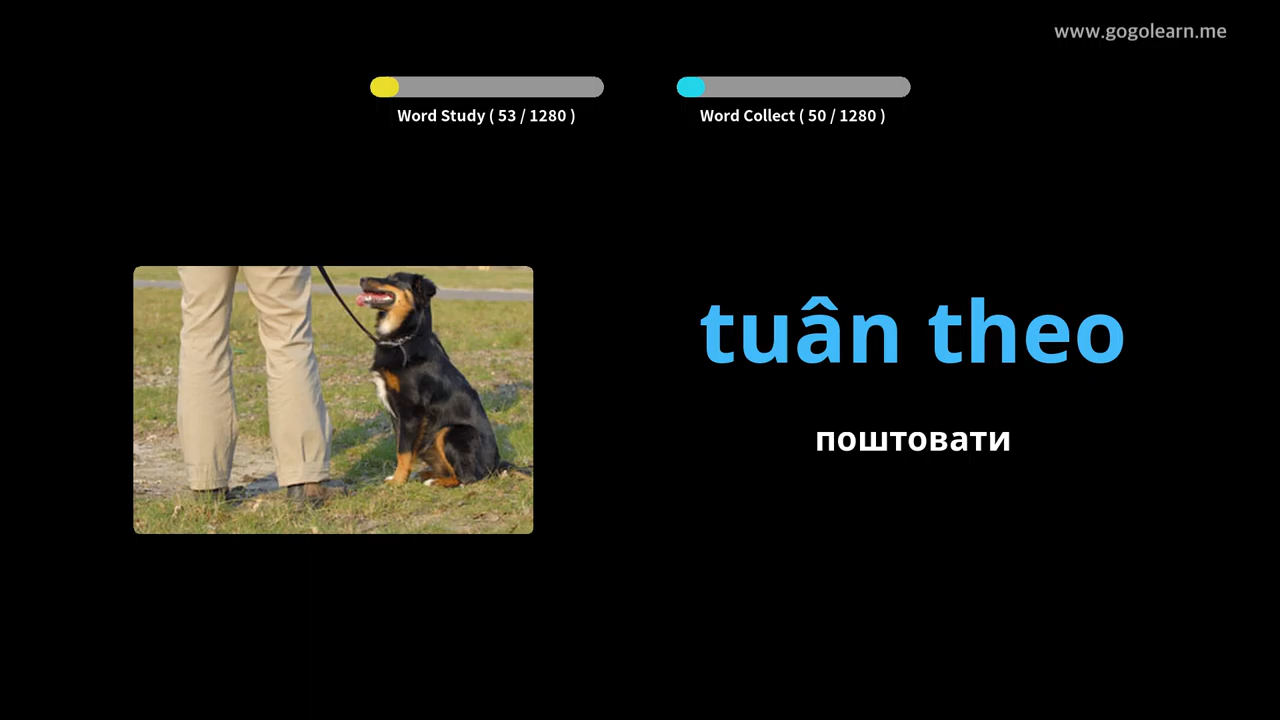 www.gogolearn.me
Word Study ( 53 / 1280 )
Word Collect ( 50 / 1280 )
tuân theo
поштовати